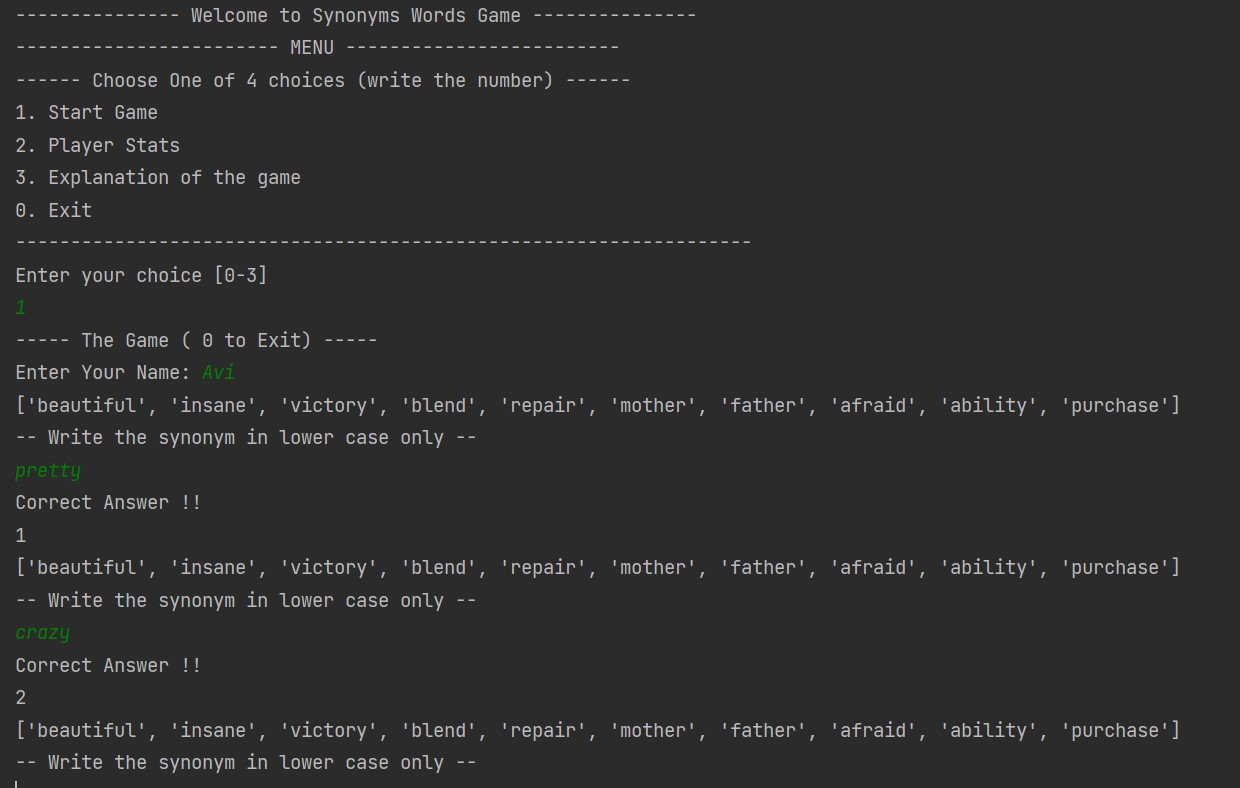 --------------- Welcome to Synonyms Words Game ---------------
------------------------ MENU -------------------------
------ Choose One of 4 choices (write the number) ------
1. Start Game
2. Player Stats
3. Explanation of the game
0. Exit
-------------------------------------------------------------------
Enter your choice [0-3]
1
----- The Game ( 0 to Exit) -----
Enter Your Name: Avi
['beautiful', 'insane', 'victory', 'blend', 'repair', 'mother', 'father', 'afraid', 'ability', 'purchase']
-- Write the synonym in lower case only --
pretty
Correct Answer !!
1
['beautiful', 'insane', 'victory', 'blend', 'repair', 'mother', 'father', 'afraid', 'ability', 'purchase']
-- Write the synonym in lower case only --
crazy
Correct Answer !!
2
['beautiful', 'insane', 'victory', 'blend', 'repair', 'mother', 'father', 'afraid', 'ability', 'purchase']
-- Write the synonym in lower case only --